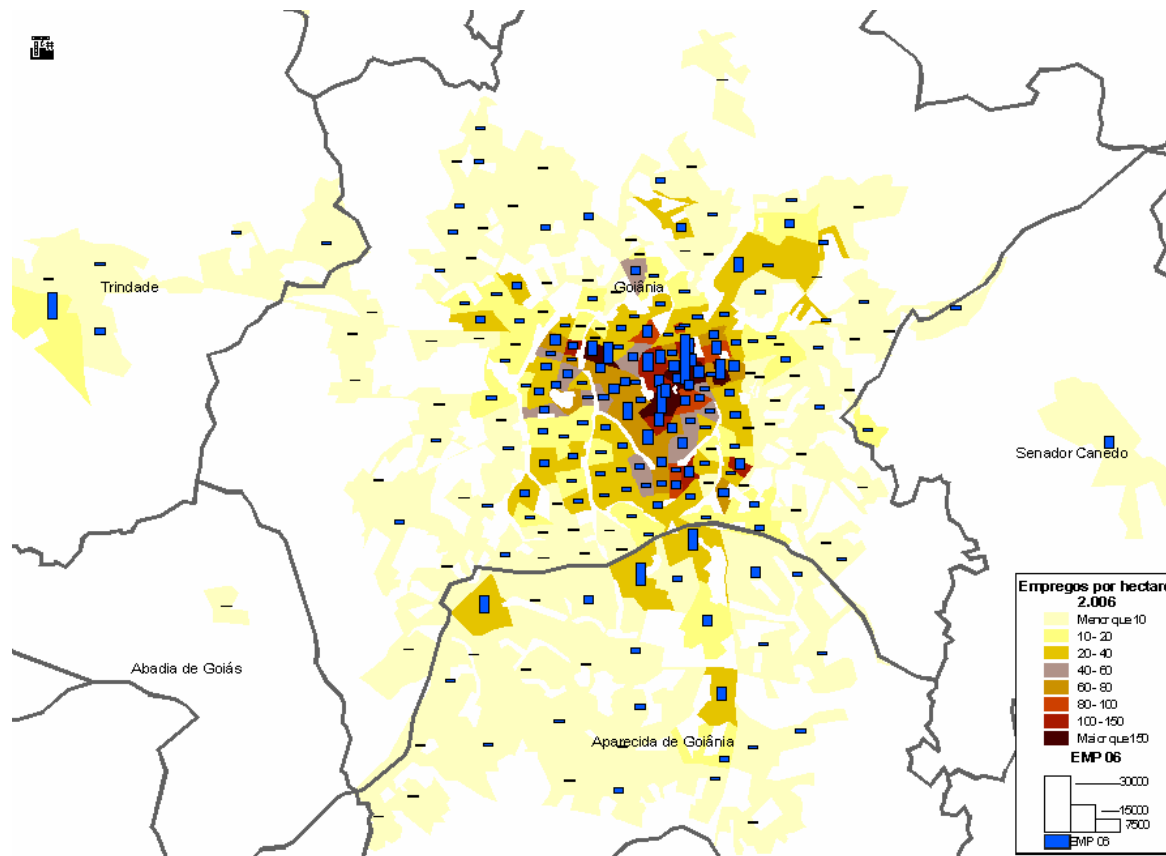 Goiânia
Trindade
Senador Canedo
Abadia de Goiás
Aparecida de Goiânia
Empregos por hectare
2.006
Menor que 10
10 - 20
20 - 40
40 - 60
60 - 80
80 - 100
100 - 150
Maior que 150
EMP 06
30000
15000
7500
EMP 06